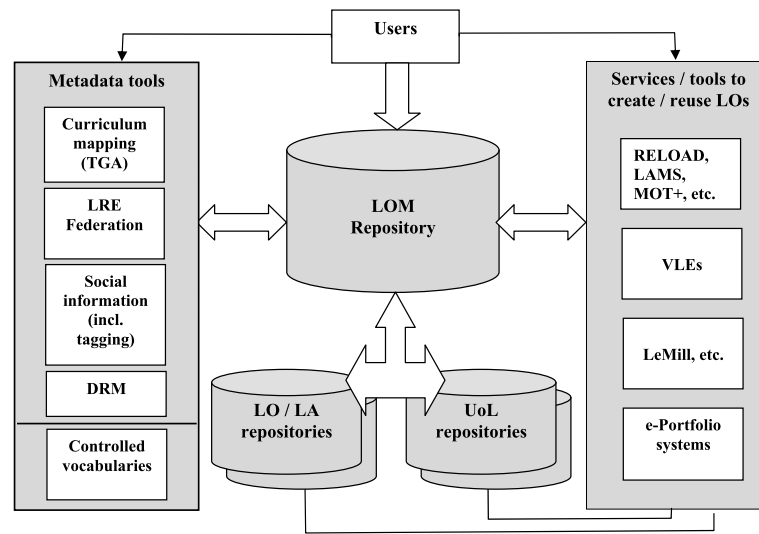 Users
Metadata tools
Curriculum
mapping
(TGA)
LRE
Federation
Social
information
(incl.
tagging)
DRM
Controlled
vocabularies
LOM
Repository
LO / LA
repositories
UoL
repositories
Services / tools to
create / reuse LOs
RELOAD,
LAMS,
MOT+, etc.
VLEs
LeMill, etc.
e-Portfolio
systems